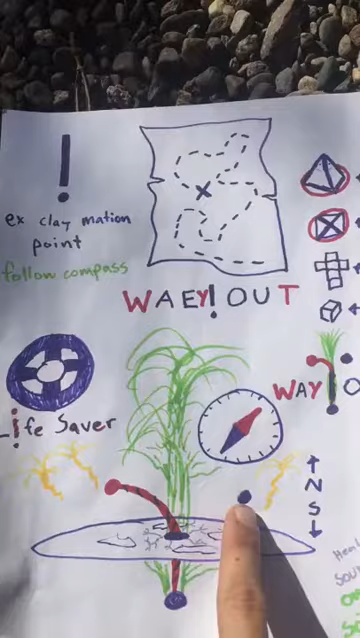 !
ex clay mation
point
follow compass
WAEY! OUT
Life Saver
WAY
N
S